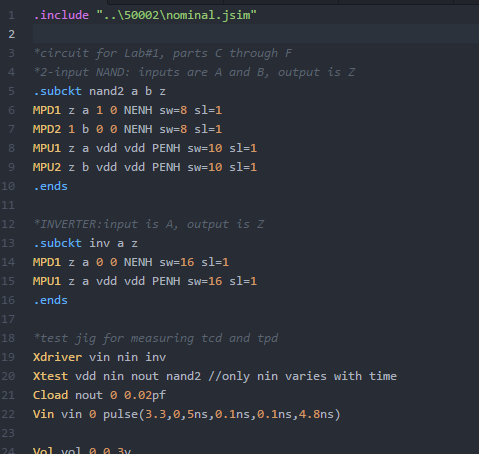 1 .include "..\50002\nominal.jsim"
2
3 *circuit for Lab#1, parts C through F
4 *2-input NAND: inputs are A and B, output is Z
5 .subckt nand2 a b z
6 MPD1 z a 1 0 NENH sw=8 sl=1
7 MPD2 1 b 0 0 NENH sw=8 sl=1
8 MPU1 z a vdd vdd PENH sw=10 sl=1
9 MPU2 z b vdd vdd PENH sw=10 sl=1
10 .ends
11
12 *INVERTER:input is A, output is Z
13 .subckt inv a z
14 MPD1 z a 0 0 NENH sw=16 sl=1
15 MPU1 z a vdd vdd PENH sw=16 sl=1
16 .ends
17
18 *test jig for measuring tcd and tpd
19 Xdriver vin nin inv
20 Xtest vdd nin nout nand2 //only nin varies with time
21 Cload nout 0 0.02pf
22 Vin vin 0 pulse(3.3,0,5ns,0.1ns,0.1ns,4.8ns)
23
24 Vol vol 0 0.3v